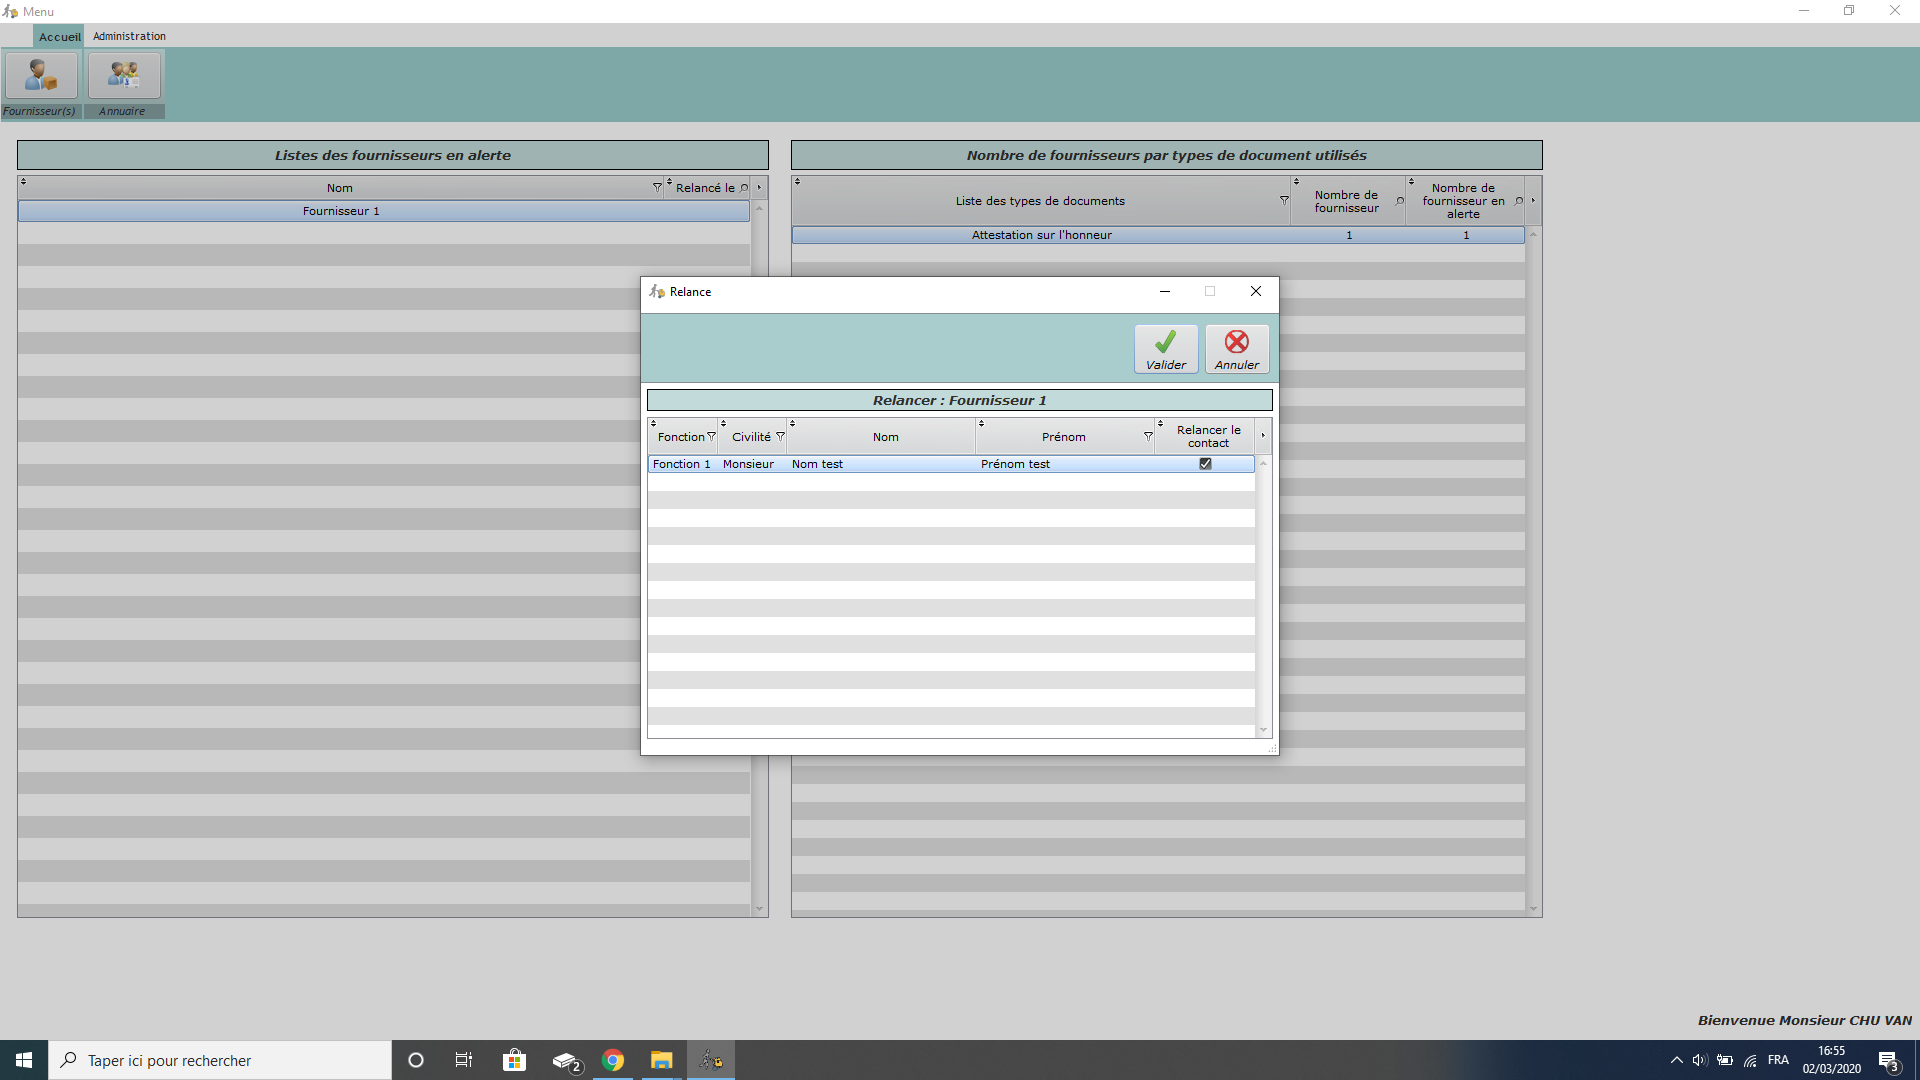 Menu
Accueil Administration
Fournisseur(s) Annuaire
Listes des fournisseurs en alerte
Nom Relancé le
Fournisseur 1
Nombre de fournisseurs par types de document utilisés
Liste des types de documents Nombre de fournisseur Nombre de fournisseur en alerte
Attestation sur l'honneur 1 1
Relance
Valider Annuler
Relancer : Fournisseur 1
Fonction Civilité Nom Prénom Relancer le contact
Fonction 1 Monsieur Nom test Prénom test
Bienvenue Monsieur CHU VAN
Taper ici pour rechercher
2
FRA
16:55
02/03/2020
3